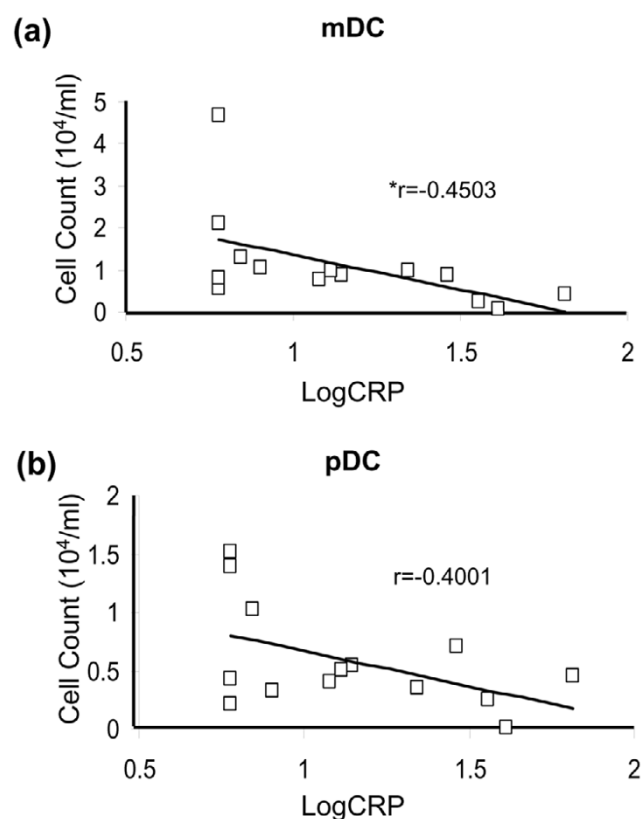 (a)
mDC
Cell Count (10⁴/ml)
5
4
3
2
1
0
*r=-0.4503
0.5 1 1.5 2
LogCRP
(b)
pDC
Cell Count (10⁴/ml)
2
1.5
1
0.5
0
r=-0.4001
0.5 1 1.5 2
LogCRP